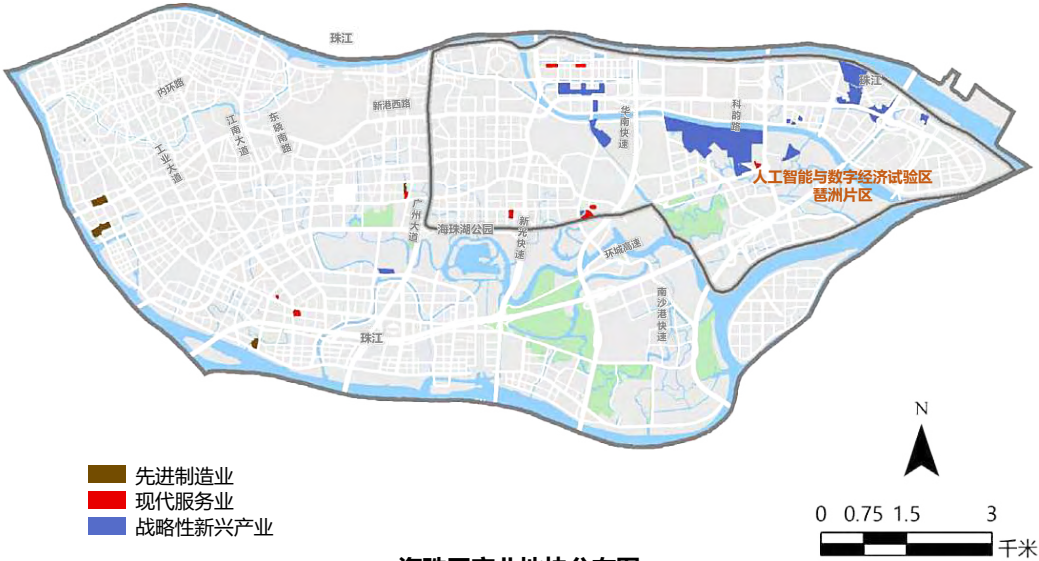 珠江
珠江
内环路
新港西路
科韵路
华南快速
江南大道
东晓南路
工业大道
人工智能与数字经济试验区
琶洲片区
广州大道
海珠湖公园
新光快速
环城高速
南沙港快速
珠江
N
先进制造业
现代服务业
战略性新兴产业
0 0.75 1.5 3
千米